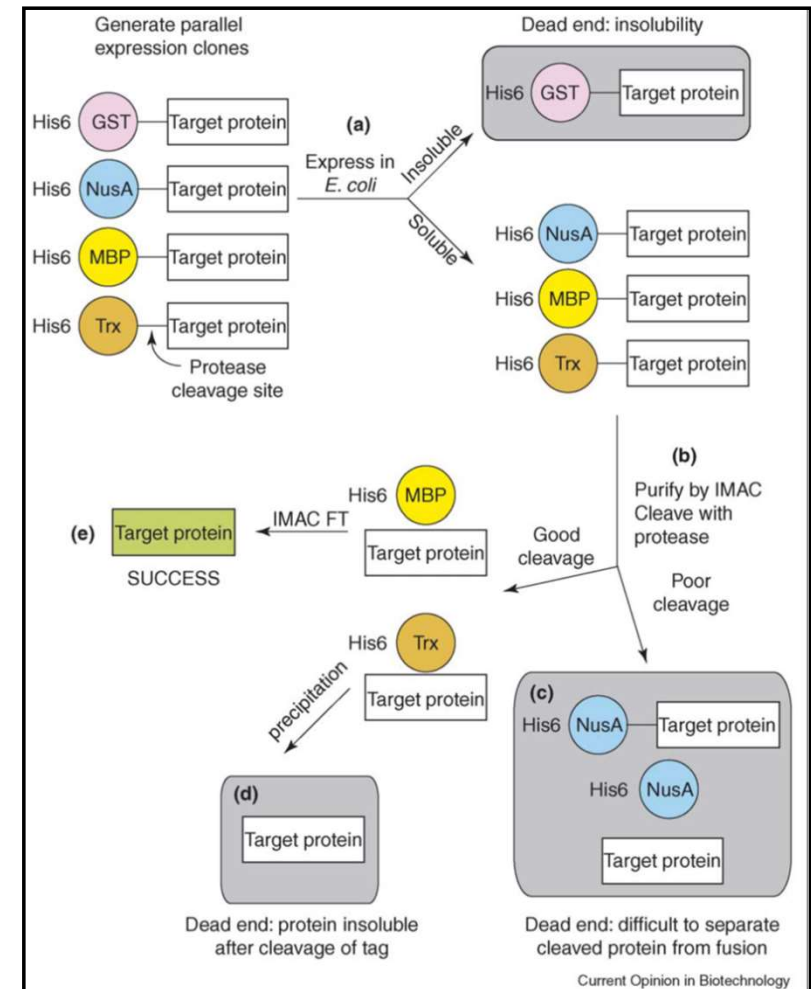 Generate parallel
expression clones
His6 GST Target protein
His6 NusA Target protein
His6 MBP Target protein
His6 Trx Target protein
Protease
cleavage site
(a)
Express in
E. coli
Insoluble
Soluble
Dead end: insolubility
His6 GST Target protein
His6 NusA Target protein
His6 MBP Target protein
His6 Trx Target protein
(b)
Purify by IMAC
Cleave with
protease
Good
cleavage
Poor
cleavage
His6 MBP
Target protein
IMAC FT
(e) Target protein
SUCCESS
His6 Trx
Target protein
precipitation
(d)
Target protein
Dead end: protein insoluble
after cleavage of tag
(c)
His6 NusA Target protein
His6 NusA
Target protein
Dead end: difficult to separate
cleaved protein from fusion
Current Opinion in Biotechnology